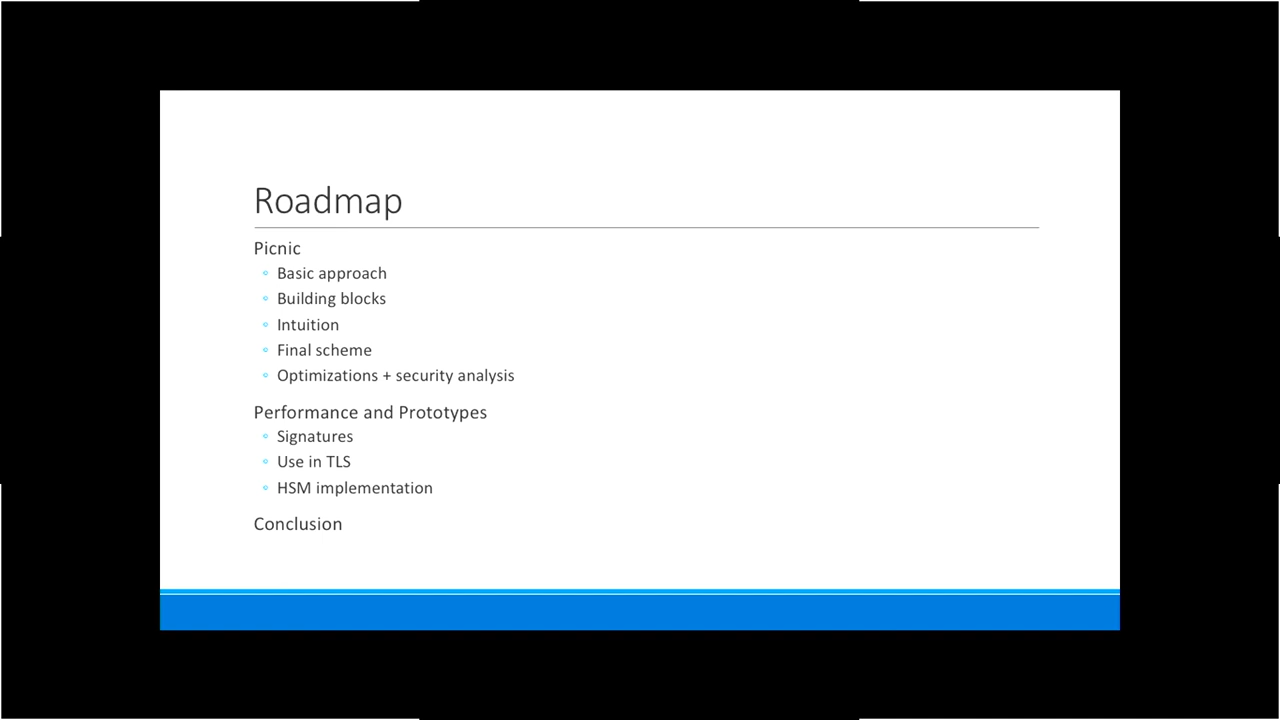 Roadmap
Picnic
Basic approach
Building blocks
Intuition
Final scheme
Optimizations + security analysis
Performance and Prototypes
Signatures
Use in TLS
HSM implementation
Conclusion